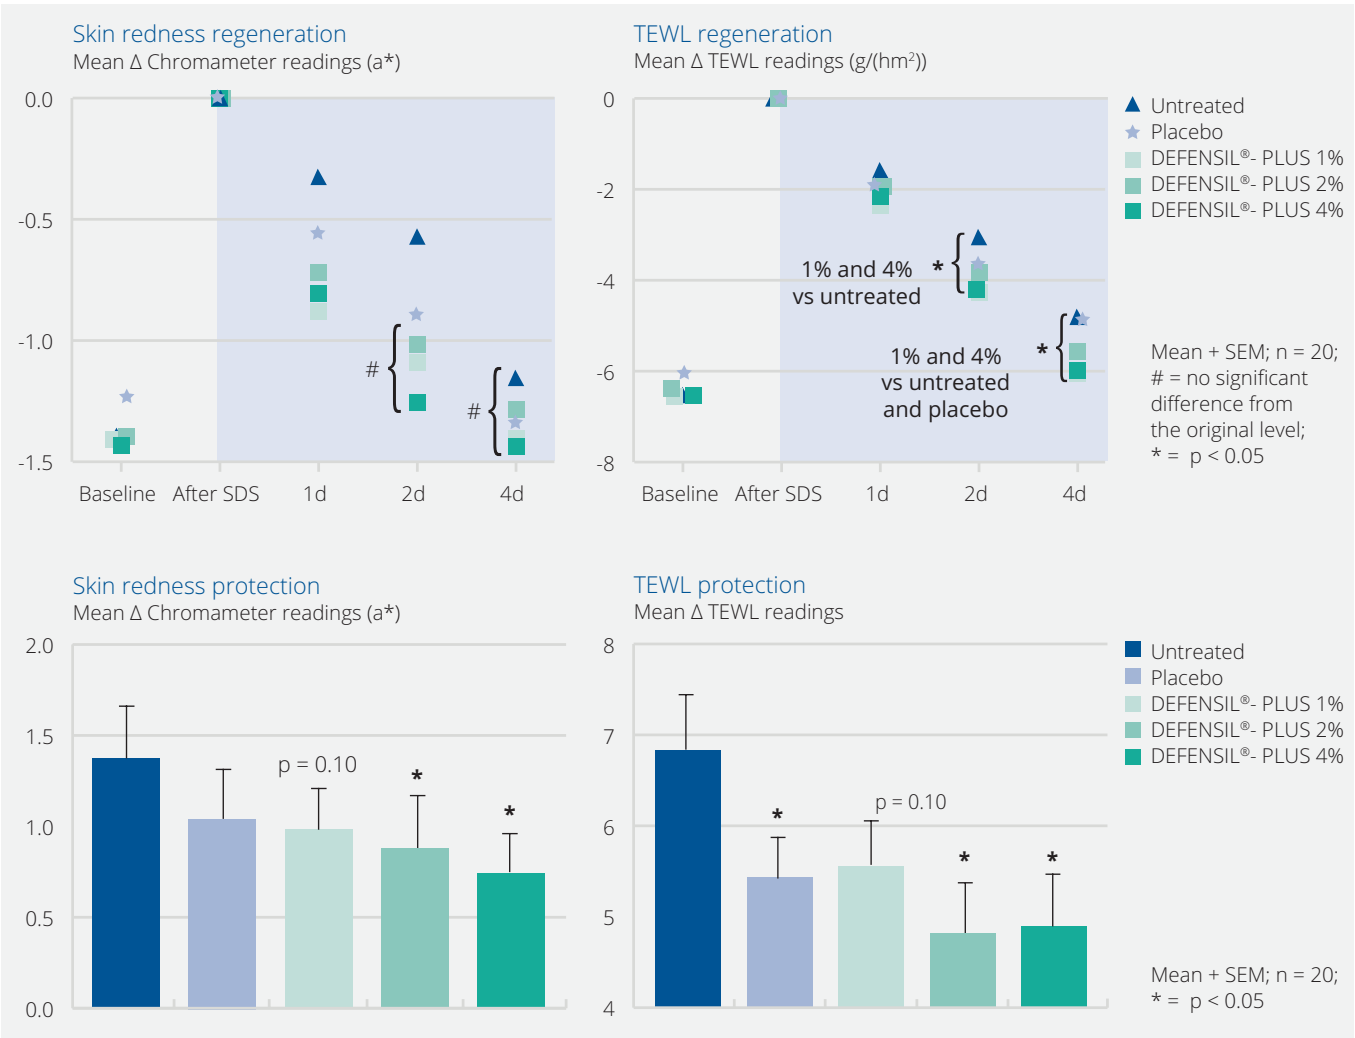 Skin redness regeneration
Mean Δ Chromameter readings (a*)
0.0
-0.5
-1.0
-1.5
#
#
Baseline
After SDS
1d
2d
4d
TEWL regeneration
Mean Δ TEWL readings (g/(hm²))
0
-2
-4
-6
-8
1% and 4%
vs untreated
*
1% and 4%
vs untreated
and placebo
*
Baseline
After SDS
1d
2d
4d
Untreated
Placebo
DEFENSIL®- PLUS 1%
DEFENSIL®- PLUS 2%
DEFENSIL®- PLUS 4%
Mean + SEM; n = 20;
# = no significant
difference from
the original level;
* = p < 0.05
Skin redness protection
Mean Δ Chromameter readings (a*)
2.0
1.5
1.0
0.5
0.0
p = 0.10
*
*
TEWL protection
Mean Δ TEWL readings
8
7
6
5
4
*
p = 0.10
*
*
Untreated
Placebo
DEFENSIL®- PLUS 1%
DEFENSIL®- PLUS 2%
DEFENSIL®- PLUS 4%
Mean + SEM; n = 20;
* = p < 0.05